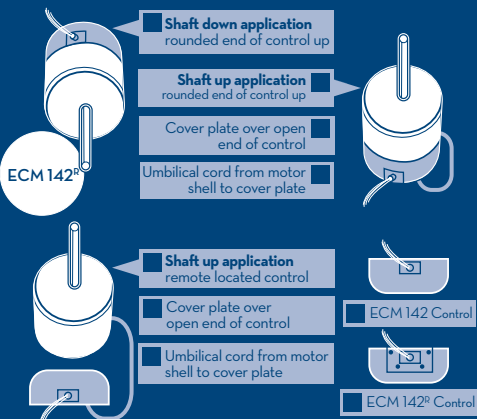 Shaft down application
rounded end of control up
Shaft up application
rounded end of control up
Cover plate over open
end of control
Umbilical cord from motor
shell to cover plate
ECM 142ᴿ
Shaft up application
remote located control
Cover plate over
open end of control
Umbilical cord from motor
shell to cover plate
ECM 142 Control
ECM 142ᴿ Control